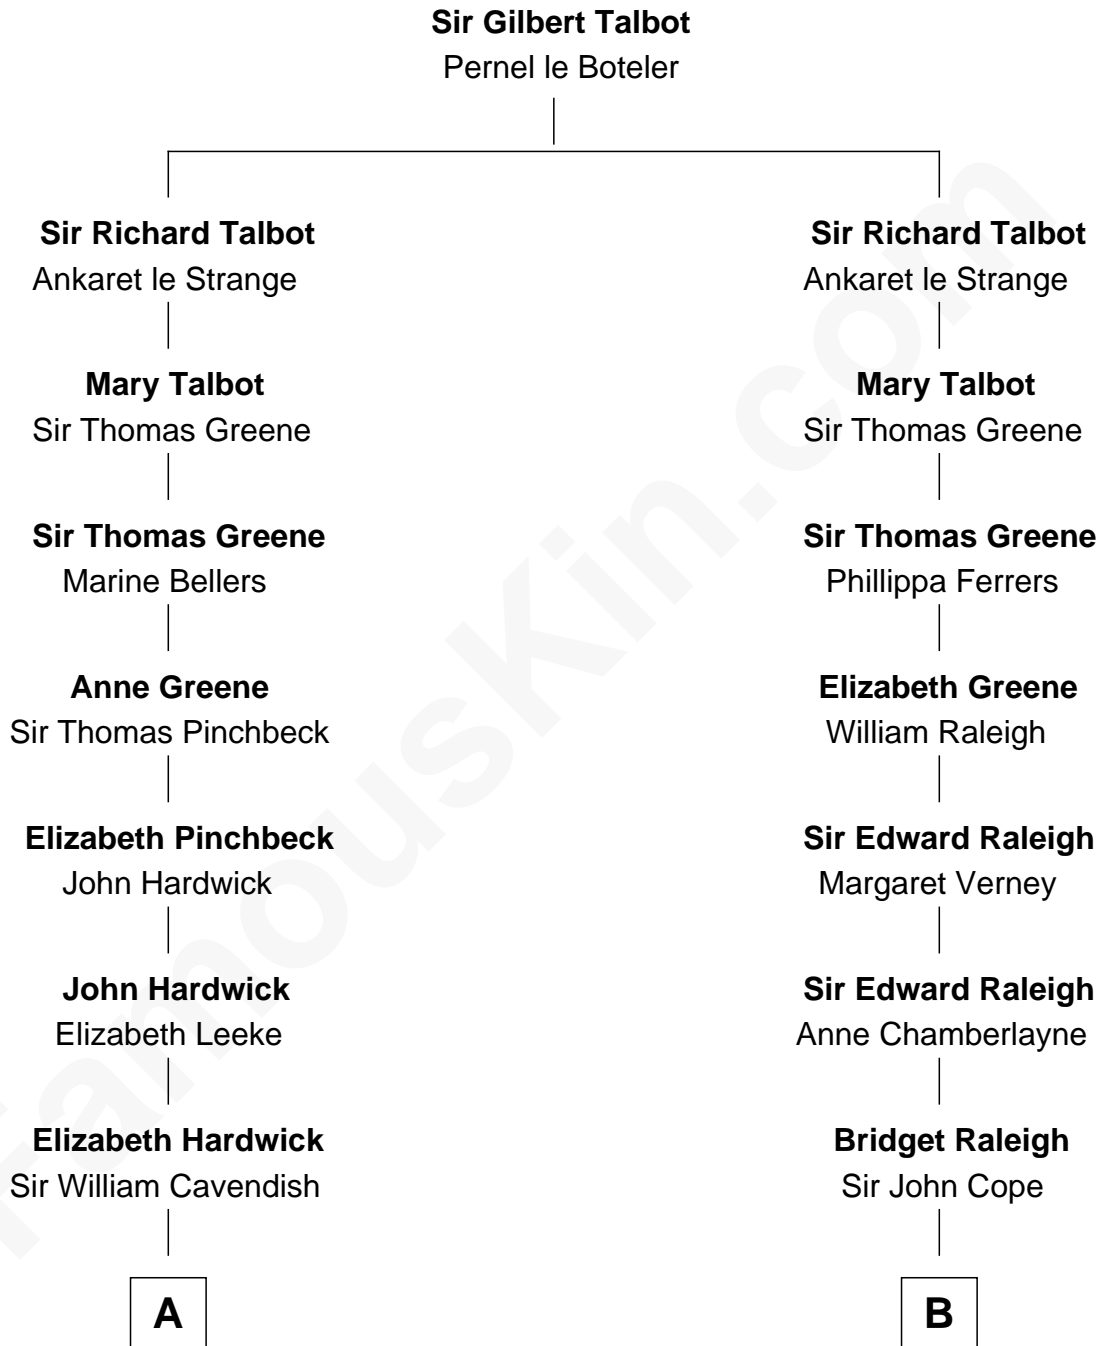 Sir Gilbert Talbot
Pernel le Boteler
Sir Richard Talbot
Ankaret le Strange
Mary Talbot
Sir Thomas Greene
Sir Thomas Greene
Marine Bellers
Anne Greene
Sir Thomas Pinchbeck
Elizabeth Pinchbeck
John Hardwick
John Hardwick
Elizabeth Leeke
Elizabeth Hardwick
Sir William Cavendish
A
Sir Richard Talbot
Ankaret le Strange
Mary Talbot
Sir Thomas Greene
Sir Thomas Greene
Phillippa Ferrers
Elizabeth Greene
William Raleigh
Sir Edward Raleigh
Margaret Verney
Sir Edward Raleigh
Anne Chamberlayne
Bridget Raleigh
Sir John Cope
B
FamousKin.com